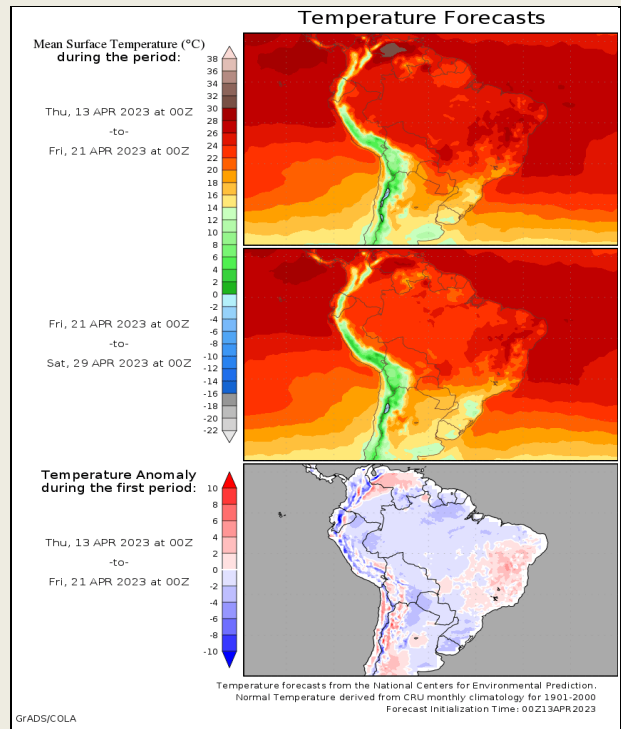 Temperature Forecasts
Mean Surface Temperature (°C)
during the period:
38
36
34
32
30
28
26
24
22
20
18
16
14
12
10
8
6
4
2
0
-2
-4
-6
-8
-10
-12
-14
-16
-18
-20
-22
Thu, 13 APR 2023 at 00Z
-to-
Fri, 21 APR 2023 at 00Z
Fri, 21 APR 2023 at 00Z
-to-
Sat, 29 APR 2023 at 00Z
Temperature Anomaly
during the first period:
10
8
6
4
2
0
-2
-4
-6
-8
-10
Thu, 13 APR 2023 at 00Z
-to-
Fri, 21 APR 2023 at 00Z
Temperature forecasts from the National Centers for Environmental Prediction.
Normal Temperature derived from CRU monthly climatology for 1901-2000
Forecast Initialization Time: 00Z13APR2023
GrADS/COLA